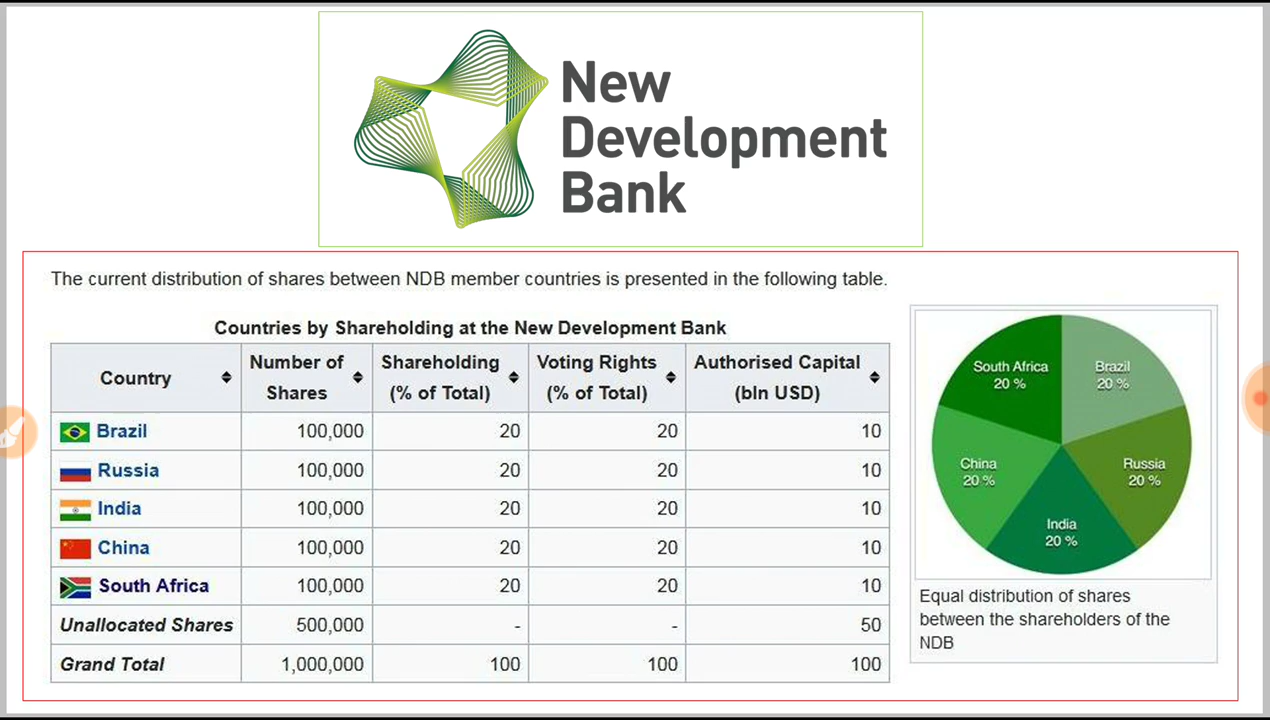 New
Development
Bank
The current distribution of shares between NDB member countries is presented in the following table.
Countries by Shareholding at the New Development Bank
Country Number of Shares Shareholding (% of Total) Voting Rights (% of Total) Authorised Capital (bln USD)
Brazil 100,000 20 20 10
Russia 100,000 20 20 10
India 100,000 20 20 10
China 100,000 20 20 10
South Africa 100,000 20 20 10
Unallocated Shares 500,000 - - 50
Grand Total 1,000,000 100 100 100
South Africa
20 %
Brazil
20 %
China
20 %
Russia
20 %
India
20 %
Equal distribution of shares
between the shareholders of the
NDB